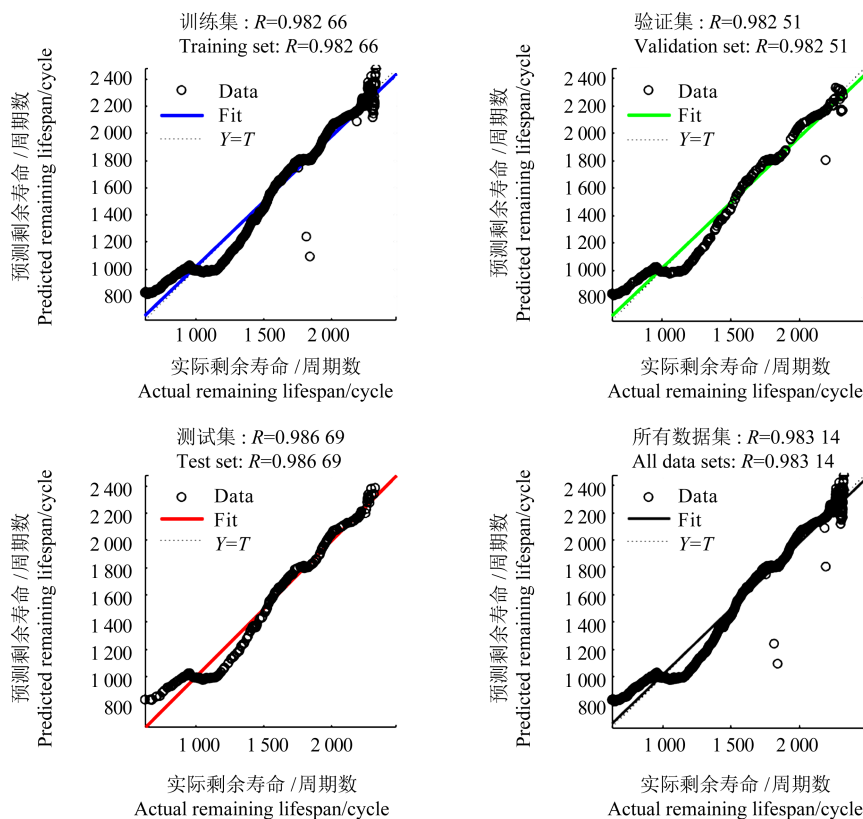 训练集 : R=0.982 66
Training set: R=0.982 66
预测剩余寿命 /周期数
Predicted remaining lifespan/cycle
2 400
2 200
2 000
1 800
1 600
1 400
1 200
1 000
800
Data
Fit
Y=T
1 000
1 500
2 000
实际剩余寿命 /周期数
Actual remaining lifespan/cycle
验证集 : R=0.982 51
Validation set: R=0.982 51
预测剩余寿命 /周期数
Predicted remaining lifespan/cycle
2 400
2 200
2 000
1 800
1 600
1 400
1 200
1 000
800
Data
Fit
Y=T
1 000
1 500
2 000
实际剩余寿命 /周期数
Actual remaining lifespan/cycle
测试集 : R=0.986 69
Test set: R=0.986 69
预测剩余寿命 /周期数
Predicted remaining lifespan/cycle
2 400
2 200
2 000
1 800
1 600
1 400
1 200
1 000
800
Data
Fit
Y=T
1 000
1 500
2 000
实际剩余寿命 /周期数
Actual remaining lifespan/cycle
所有数据集 : R=0.983 14
All data sets: R=0.983 14
预测剩余寿命 /周期数
Predicted remaining lifespan/cycle
2 400
2 200
2 000
1 800
1 600
1 400
1 200
1 000
800
Data
Fit
Y=T
1 000
1 500
2 000
实际剩余寿命 /周期数
Actual remaining lifespan/cycle